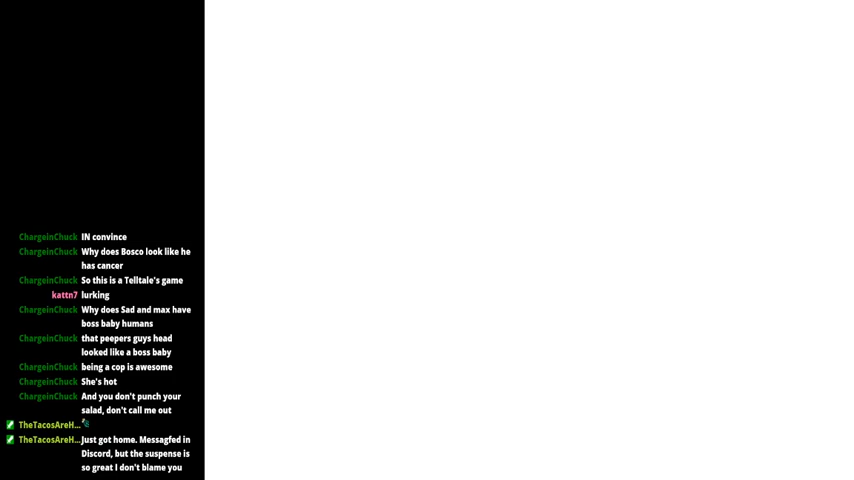 ChargeinChuck IN convince
ChargeinChuck Why does Bosco look like he
has cancer
ChargeinChuck So this is a Telltale's game
kattn7 lurking
ChargeinChuck Why does Sad and max have
boss baby humans
ChargeinChuck that peepers guys head
looked like a boss baby
ChargeinChuck being a cop is awesome
ChargeinChuck She's hot
ChargeinChuck And you don't punch your
salad, don't call me out
TheTacosAreH...
TheTacosAreH... Just got home. Messagfed in
Discord, but the suspense is
so great I don't blame you